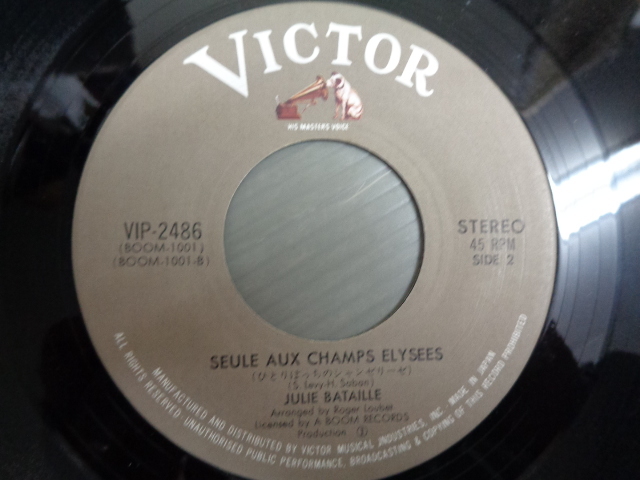 VICTOR
HIS MASTER'S VOICE
VIP-2486
(BOOM-1001)
(BOOM-1001-B)
STEREO
45 RPM
SIDE 2
SEULE AUX CHAMPS ELYSEES
(ひとりぼっちのシャンゼリーゼ)
(S. Levy-H. Saban)
JULIE BATAILLE
Arranged by Roger Loubet
Licensed by A BOOM RECORDS
Production Ⓙ
MANUFACTURED AND DISTRIBUTED BY VICTOR MUSICAL INDUSTRIES, INC. MADE IN JAPAN
ALL RIGHTS RESERVED. UNAUTHORISED PUBLIC PERFORMANCE, BROADCASTING & COPYING OF THIS RECORD PROHIBITED